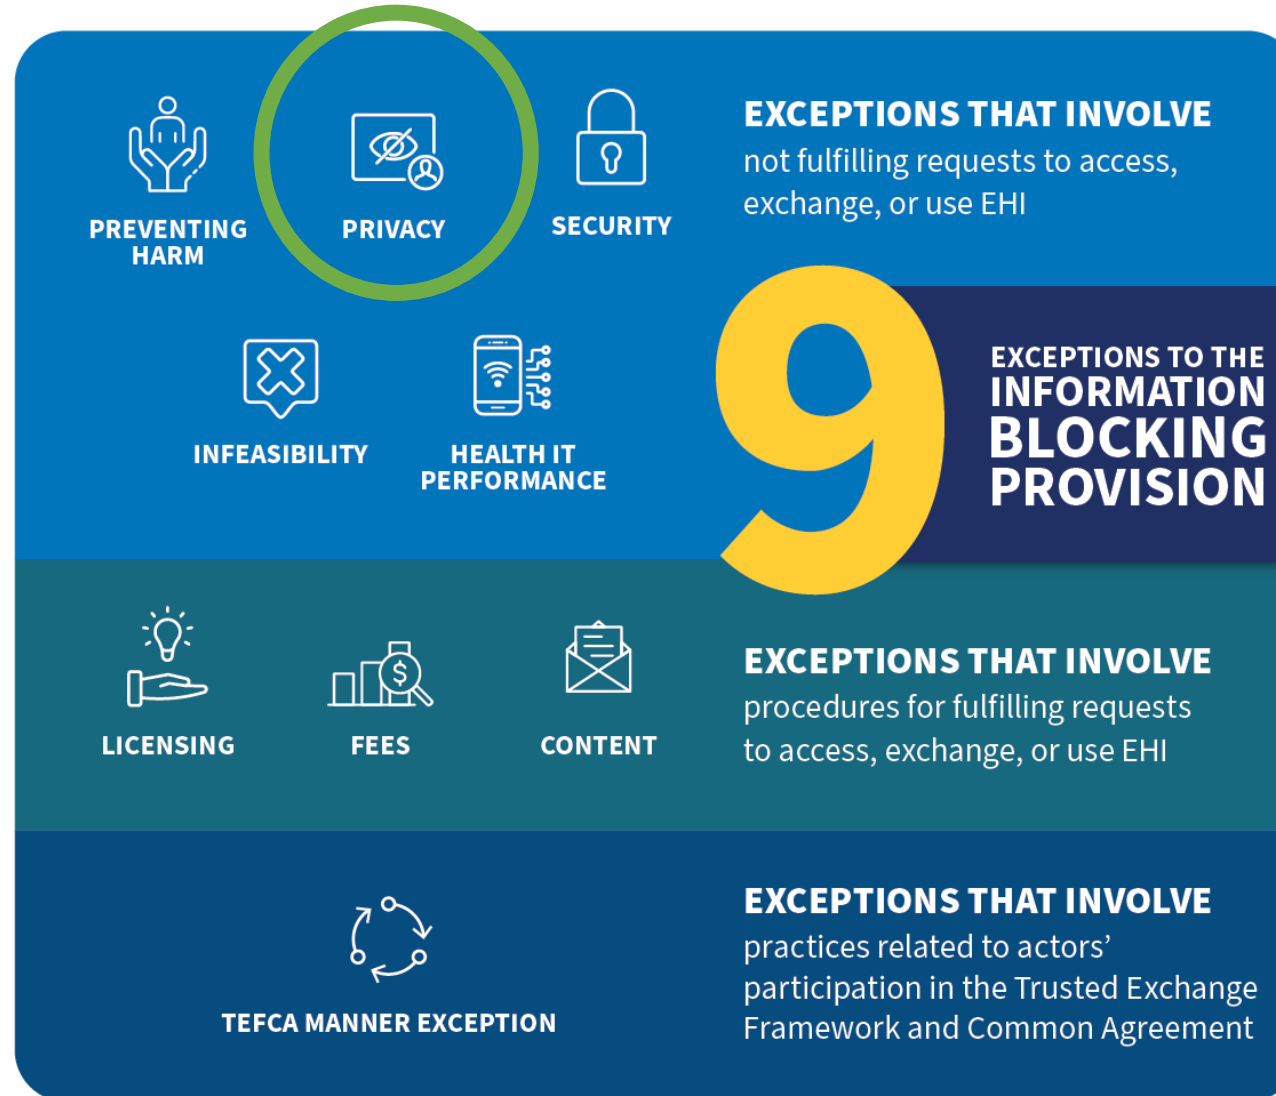 PREVENTING
HARM
PRIVACY
SECURITY
EXCEPTIONS THAT INVOLVE
not fulfilling requests to access,
exchange, or use EHI
INFEASIBILITY
HEALTH IT
PERFORMANCE
9
EXCEPTIONS TO THE
INFORMATION
BLOCKING
PROVISION
$
LICENSING
FEES
CONTENT
EXCEPTIONS THAT INVOLVE
procedures for fulfilling requests
to access, exchange, or use EHI
TEFCA MANNER EXCEPTION
EXCEPTIONS THAT INVOLVE
practices related to actors’
participation in the Trusted Exchange
Framework and Common Agreement